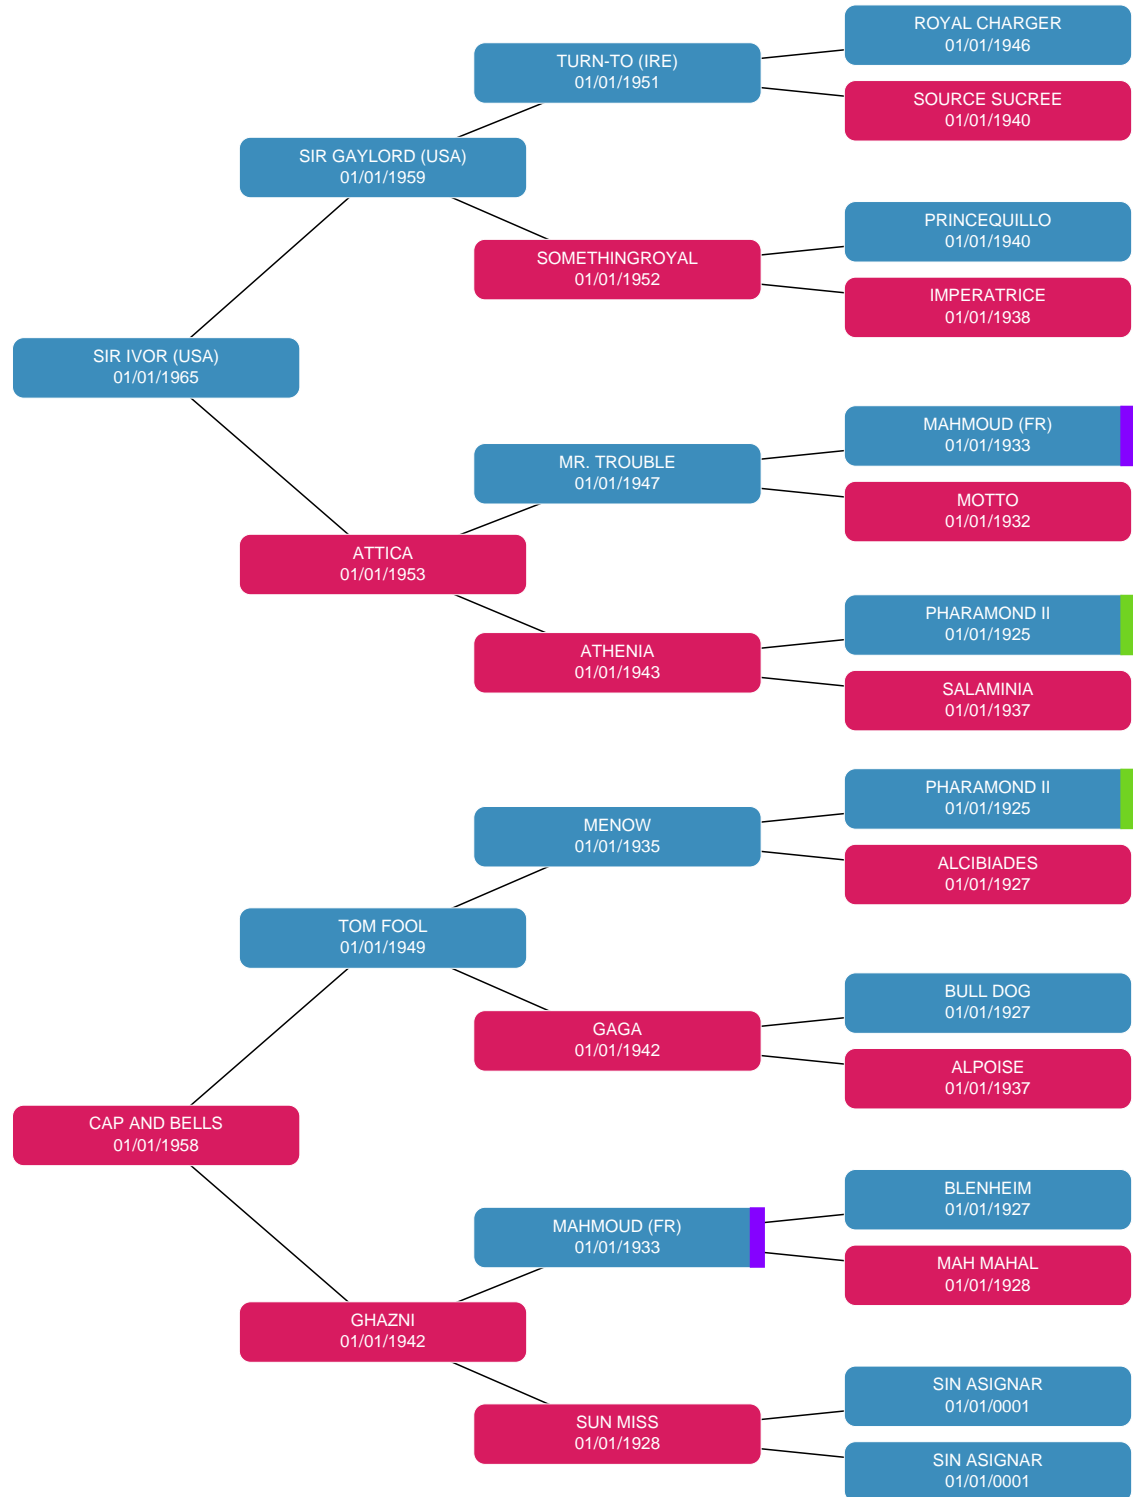 ROYAL CHARGER
01/01/1946
TURN-TO (IRE)
01/01/1951
SOURCE SUCREE
01/01/1940
SIR GAYLORD (USA)
01/01/1959
PRINCEQUILLO
01/01/1940
SOMETHINGROYAL
01/01/1952
IMPERATRICE
01/01/1938
SIR IVOR (USA)
01/01/1965
MAHMOUD (FR)
01/01/1933
MR. TROUBLE
01/01/1947
MOTTO
01/01/1932
ATTICA
01/01/1953
PHARAMOND II
01/01/1925
ATHENIA
01/01/1943
SALAMINIA
01/01/1937
PHARAMOND II
01/01/1925
MENOW
01/01/1935
ALCIBIADES
01/01/1927
TOM FOOL
01/01/1949
BULL DOG
01/01/1927
GAGA
01/01/1942
ALPOISE
01/01/1937
CAP AND BELLS
01/01/1958
BLENHEIM
01/01/1927
MAHMOUD (FR)
01/01/1933
MAH MAHAL
01/01/1928
GHAZNI
01/01/1942
SIN ASIGNAR
01/01/0001
SUN MISS
01/01/1928
SIN ASIGNAR
01/01/0001